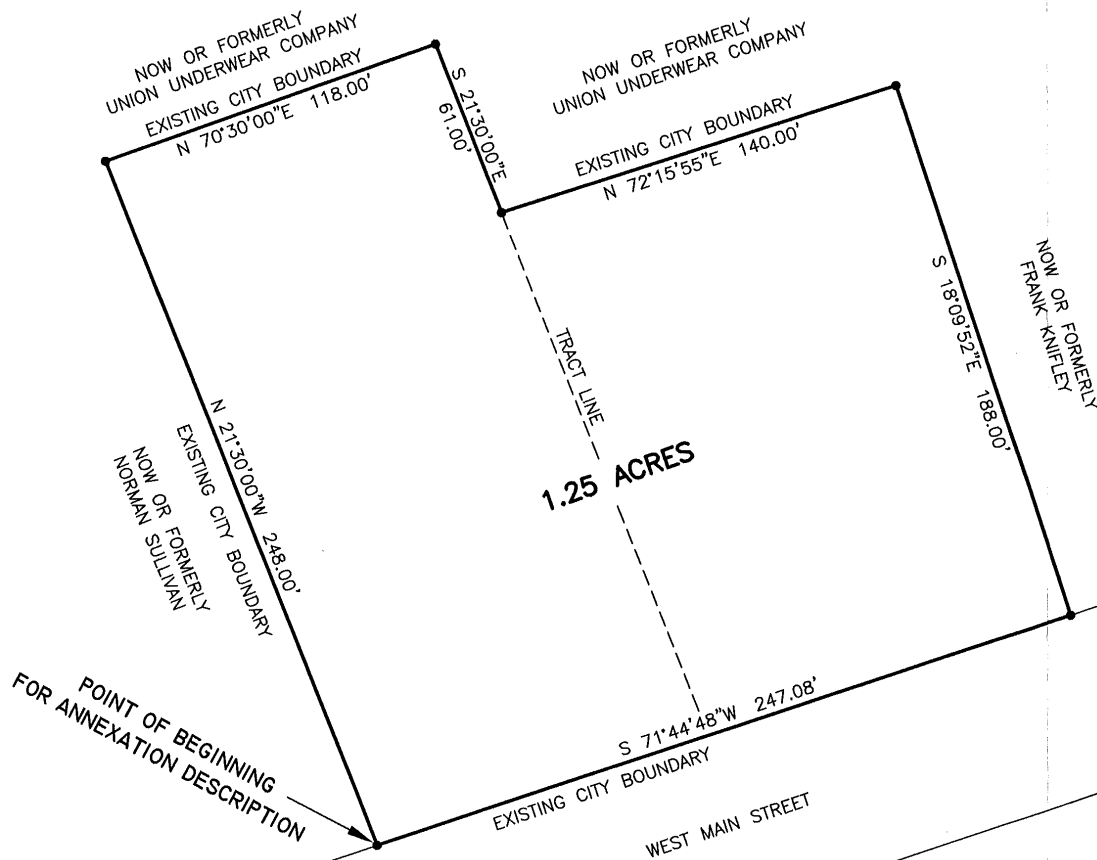 NOW OR FORMERLY
UNION UNDERWEAR COMPANY
EXISTING CITY BOUNDARY
N 70°30'00"E 118.00'
S 21°30'00"E
61.00'
NOW OR FORMERLY
UNION UNDERWEAR COMPANY
EXISTING CITY BOUNDARY
N 72°15'55"E 140.00'
S 18°09'52"E 188.00'
NOW OR FORMERLY
FRANK KNIFLEY
TRACT LINE
1.25 ACRES
N 21°30'00"W 248.00'
EXISTING CITY BOUNDARY
NOW OR FORMERLY
NORMAN SULLIVAN
POINT OF BEGINNING
FOR ANNEXATION DESCRIPTION
S 71°44'48"W 247.08'
EXISTING CITY BOUNDARY
WEST MAIN STREET